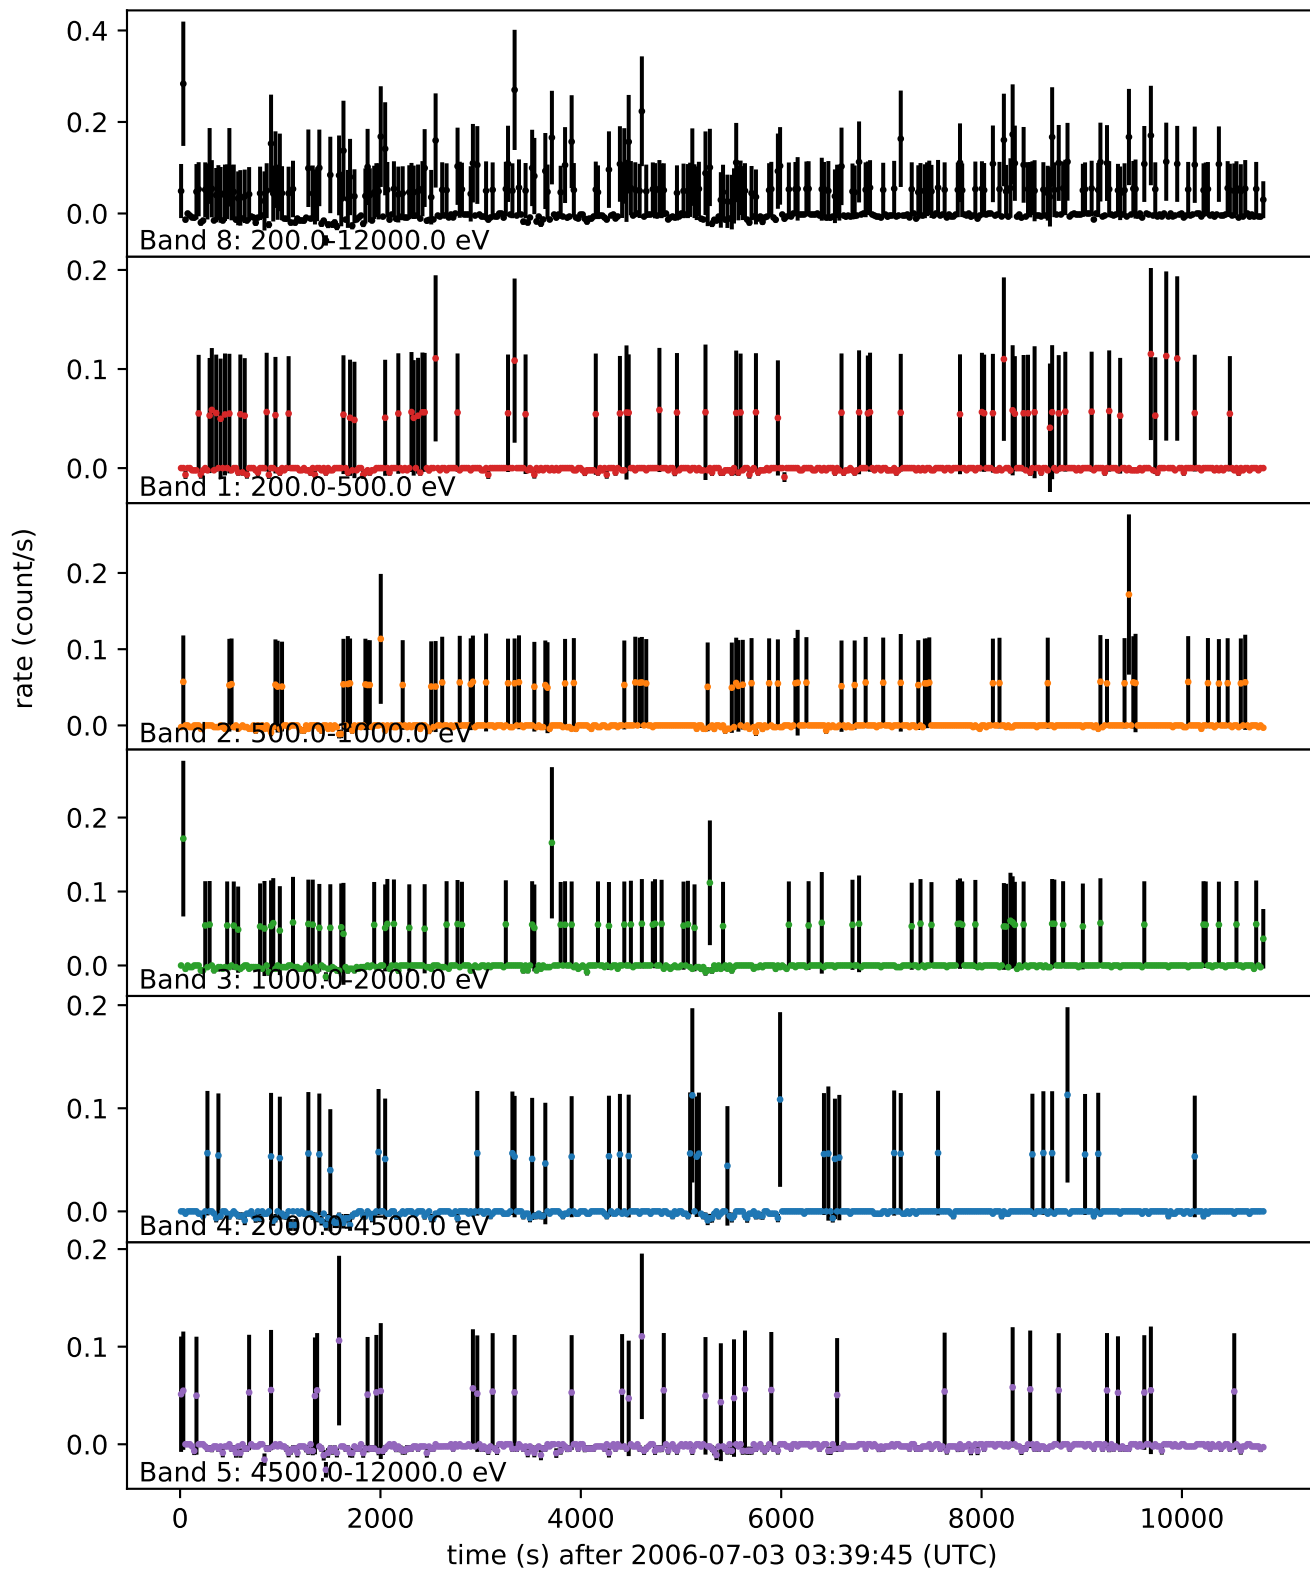 0.4
0.2
0.0
Band 8: 200.0-12000.0 eV
0.2
0.1
0.0
Band 1: 200.0-500.0 eV
0.2
0.1
0.0
Band 2: 500.0-1000.0 eV
0.2
0.1
0.0
Band 3: 1000.0-2000.0 eV
0.2
0.1
0.0
Band 4: 2000.0-4500.0 eV
0.2
0.1
0.0
Band 5: 4500.0-12000.0 eV
rate (count/s)
0 2000 4000 6000 8000 10000
time (s) after 2006-07-03 03:39:45 (UTC)